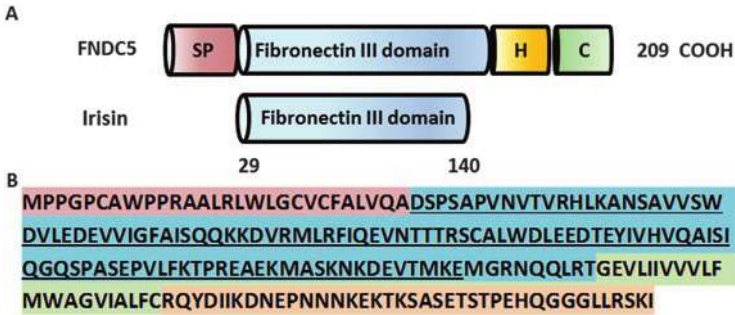 A
FNDC5 SP Fibronectin III domain H C 209 COOH
Irisin Fibronectin III domain
29 140
B
MPPGPCAWPPRAALRLWLGCVCFALVQADSPSAPVNVTVRHLKANSAVVSW
DVLEDEVVIGFAISQQKKDVRMLRFIQEVNTTTRSCALWDLEEDTEYIVHVQAISI
QGQSPASEPVLFKTPREAEKMASKNKDEVTMKEMGRNQQLRTGEVLIIVVVLF
MWAGVIALFCRQYDIIKDNEPNNNKEKTKSASETSTPEHQGGGLLRSKI